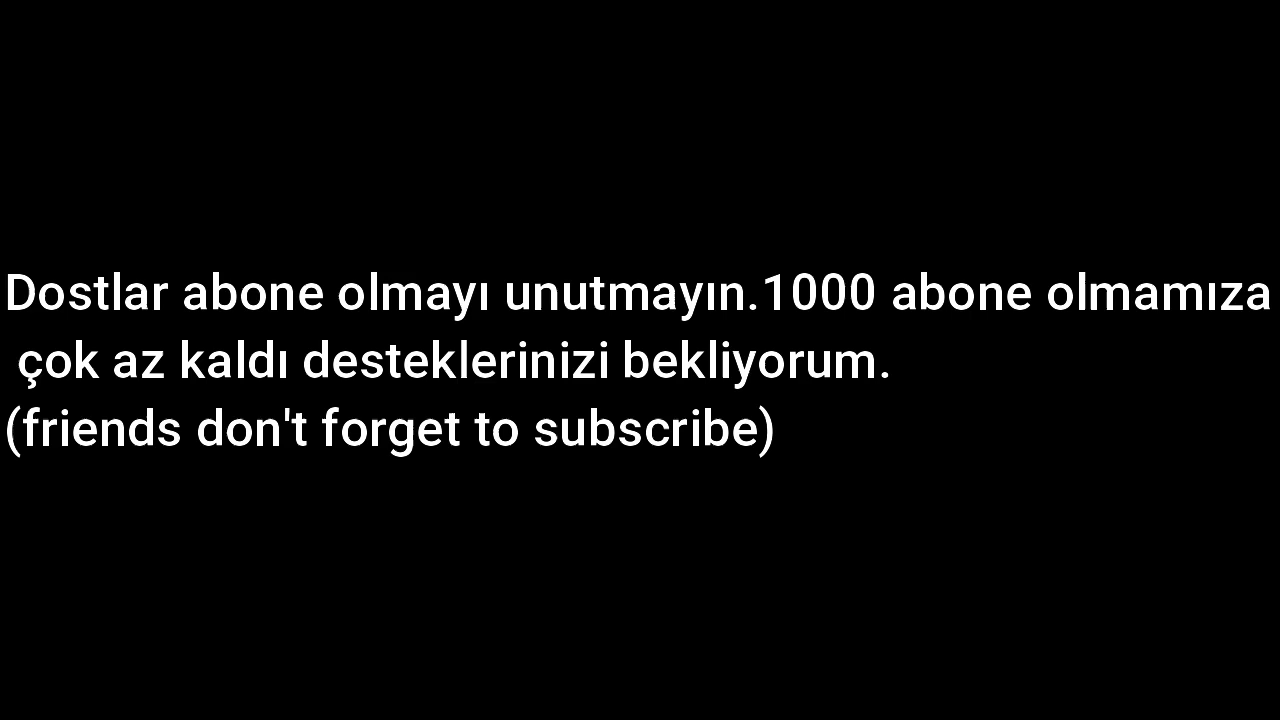 Dostlar abone olmayı unutmayın.1000 abone olmamıza
çok az kaldı desteklerinizi bekliyorum.
(friends don't forget to subscribe)